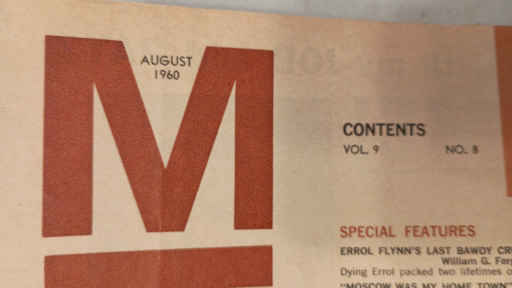 M
AUGUST
1960
CONTENTS
VOL. 9 NO. 8
SPECIAL FEATURES
ERROL FLYNN'S LAST BAWDY
William G.
Dying Errol packed two lifetimes
"MOSCOW WAS MY HOME TOWN"